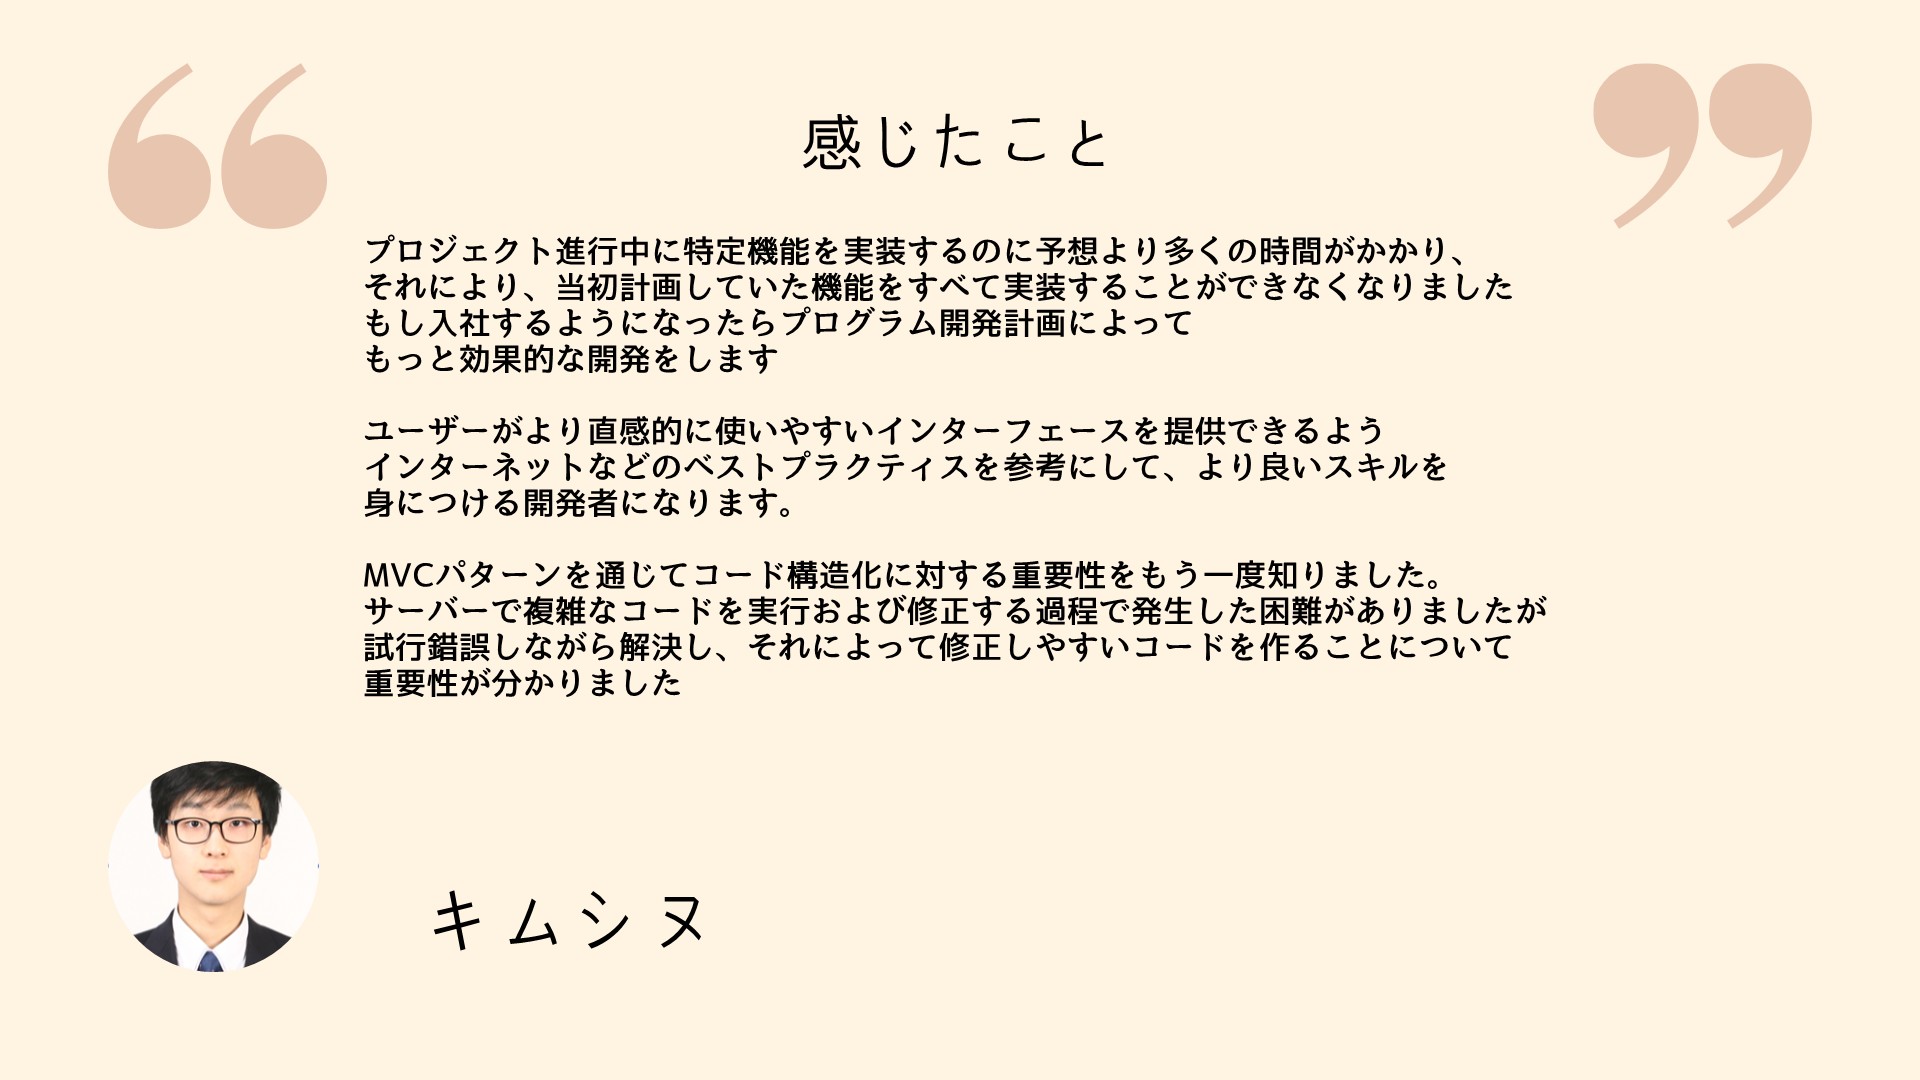 感じたこと
プロジェクト進行中に特定機能を実装するのに予想より多くの時間がかかり、
それにより、当初計画していた機能をすべて実装することができなくなりました
もし入社するようになったらプログラム開発計画によって
もっと効果的な開発をします
ユーザーがより直感的に使いやすいインターフェースを提供できるよう
インターネットなどのベストプラクティスを参考にして、より良いスキルを
身につける開発者になります。
MVCパターンを通じてコード構造化に対する重要性をもう一度知りました。
サーバーで複雑なコードを実行および修正する過程で発生した困難がありましたが
試行錯誤しながら解決し、それによって修正しやすいコードを作ることについて
重要性が分かりました
キムシヌ